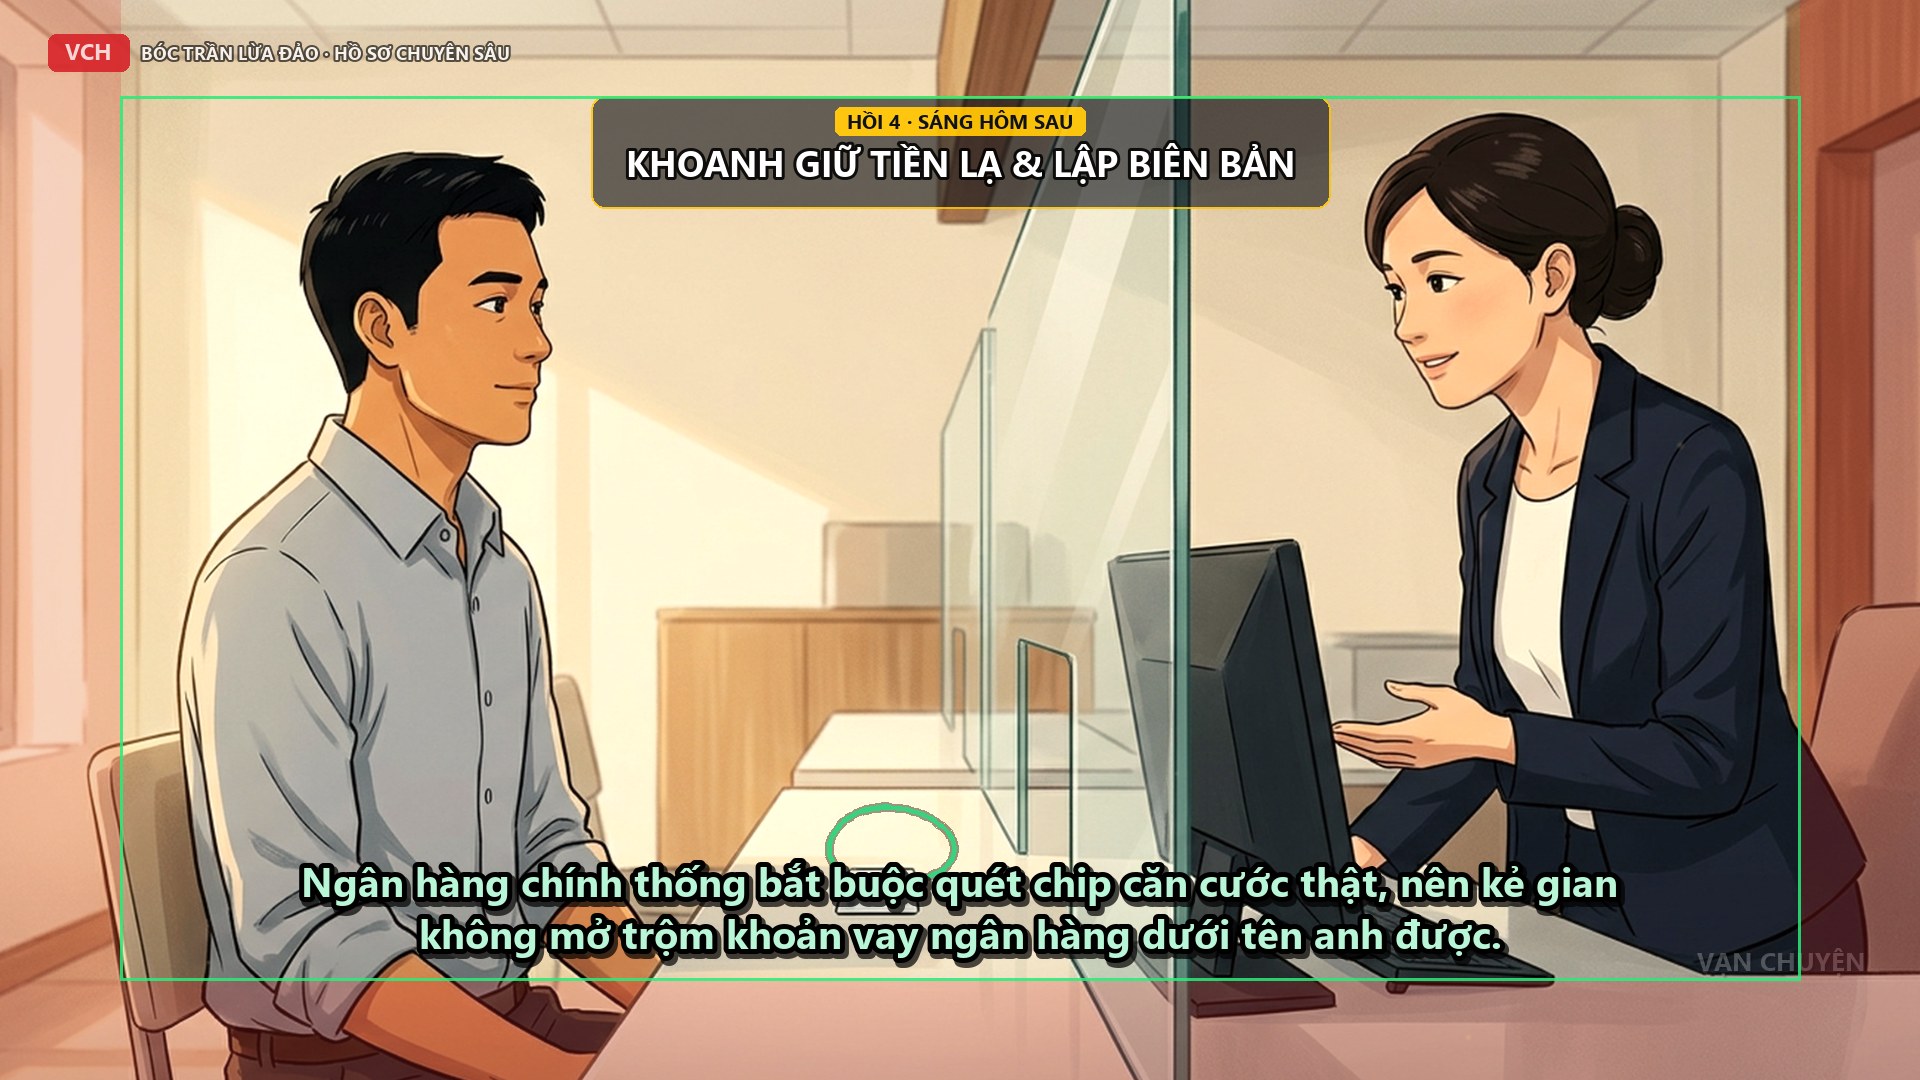 VCH BÓC TRẦN LỪA ĐẢO · HỒ SƠ CHUYÊN SÂU
HỒI 4 · SÁNG HÔM SAU
KHOANH GIỮ TIỀN LẠ & LẬP BIÊN BẢN
Ngân hàng chính thống bắt buộc quét chip căn cước thật, nên kẻ gian
không mở trộm khoản vay ngân hàng dưới tên anh được.
VẠN CHUYỆN